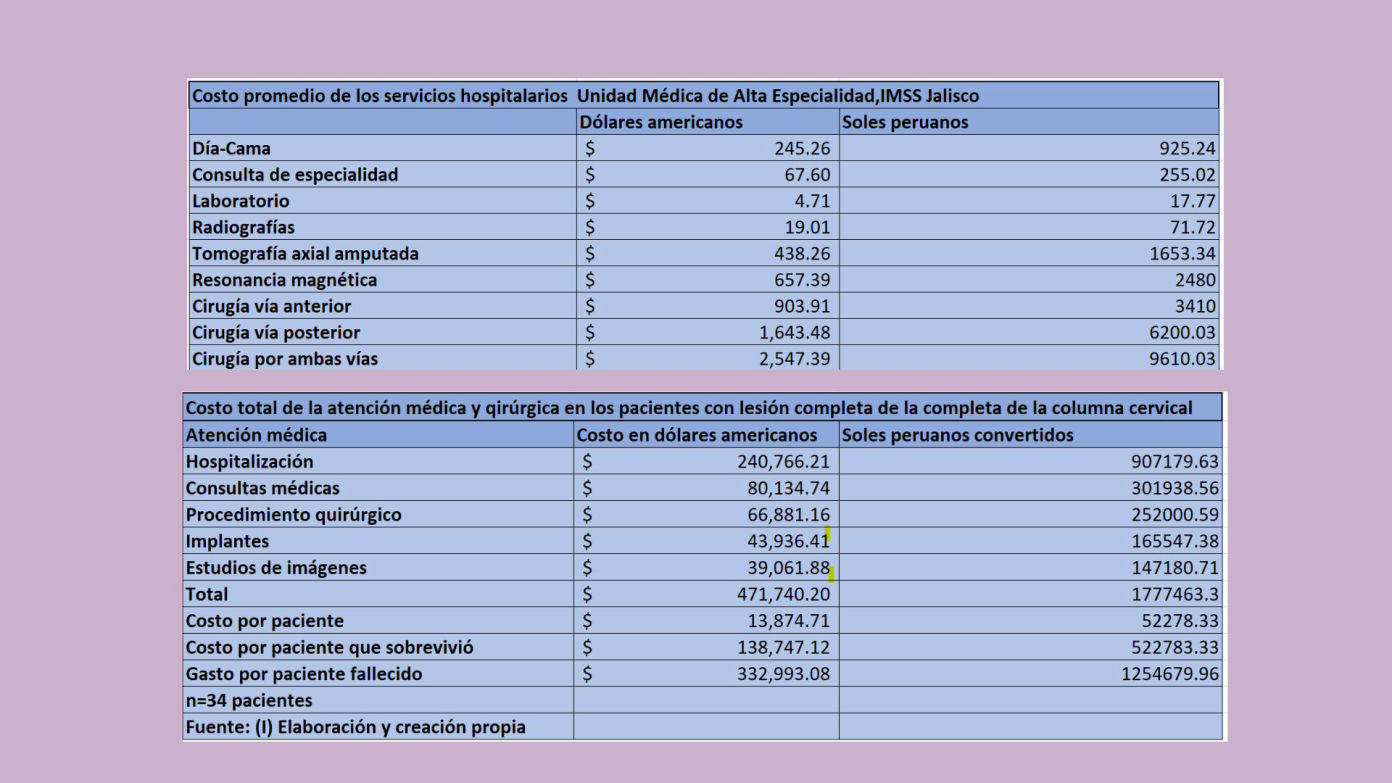 Costo promedio de los servicios hospitalarios Unidad Médica de Alta Especialidad,IMSS Jalisco
Dólares americanos Soles peruanos
Día-Cama $ 245.26 925.24
Consulta de especialidad $ 67.60 255.02
Laboratorio $ 4.71 17.77
Radiografías $ 19.01 71.72
Tomografía axial amputada $ 438.26 1653.34
Resonancia magnética $ 657.39 2480
Cirugía vía anterior $ 903.91 3410
Cirugía vía posterior $ 1,643.48 6200.03
Cirugía por ambas vías $ 2,547.39 9610.03
Costo total de la atención médica y qirúrgica en los pacientes con lesión completa de la completa de la columna cervical
Atención médica Costo en dólares americanos Soles peruanos convertidos
Hospitalización $ 240,766.21 907179.63
Consultas médicas $ 80,134.74 301938.56
Procedimiento quirúrgico $ 66,881.16 252000.59
Implantes $ 43,936.41 165547.38
Estudios de imágenes $ 39,061.88 147180.71
Total $ 471,740.20 1777463.3
Costo por paciente $ 13,874.71 52278.33
Costo por paciente que sobrevivió $ 138,747.12 522783.33
Gasto por paciente fallecido $ 332,993.08 1254679.96
n=34 pacientes
Fuente: (I) Elaboración y creación propia